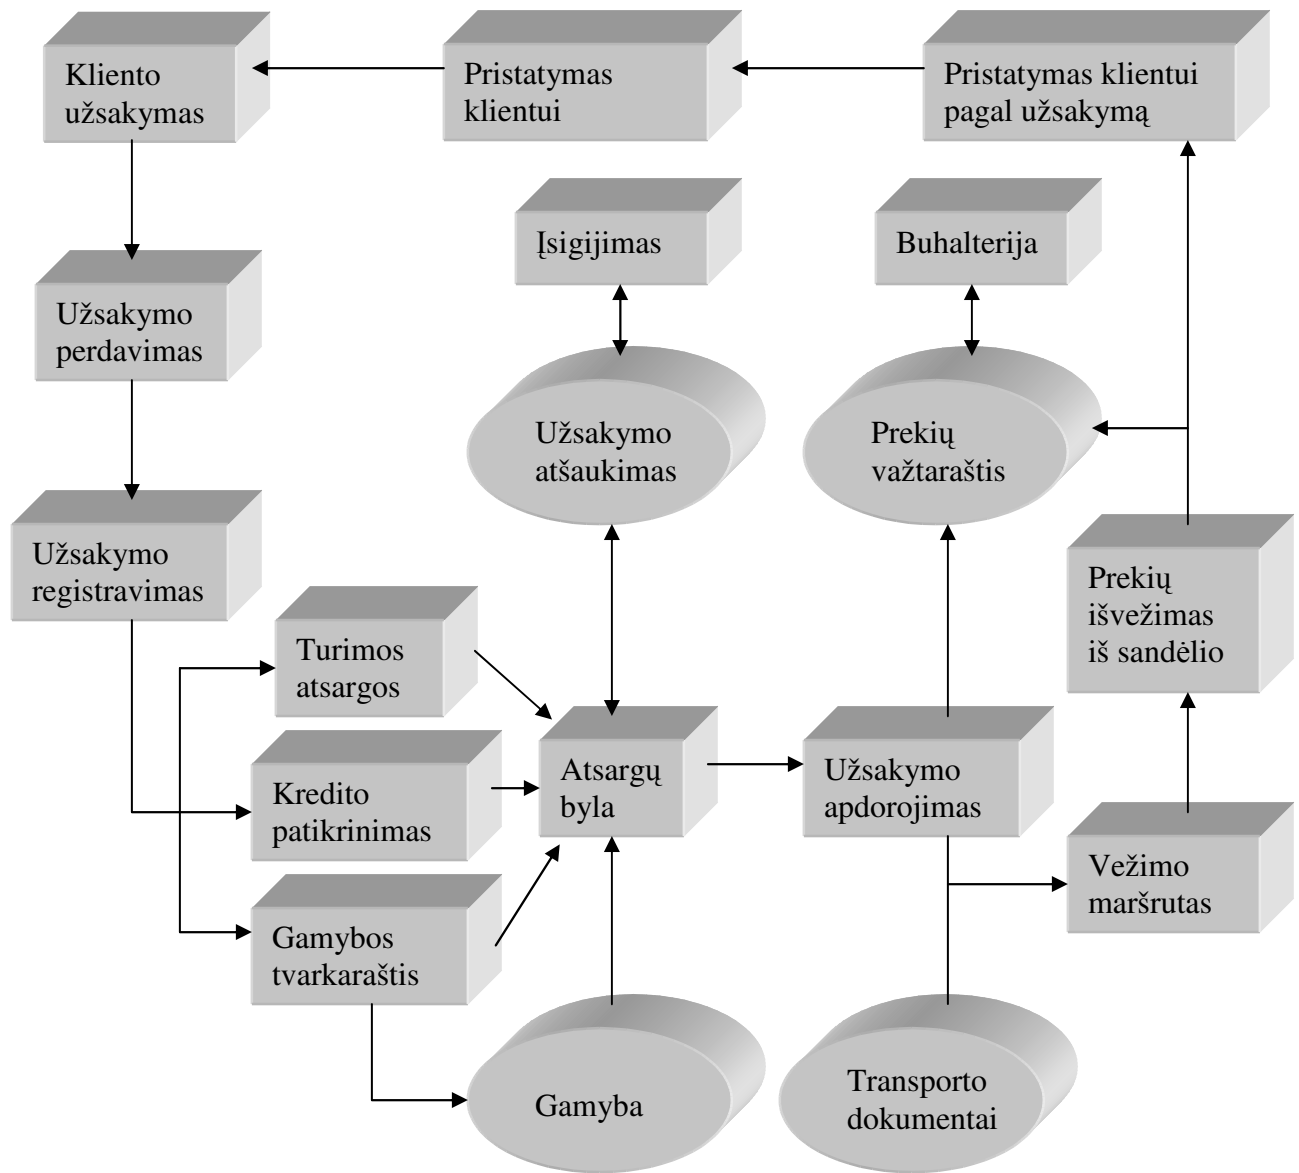 Kliento
užsakymas
Pristatymas
klientui
Pristatymas klientui
pagal užsakymą
Įsigijimas
Buhalterija
Užsakymo
perdavimas
Užsakymo
atšaukimas
Prekių
važtaraštis
Užsakymo
registravimas
Prekių
išvežimas
iš sandėlio
Turimos
atsargos
Kredito
patikrinimas
Atsargų
byla
Užsakymo
apdorojimas
Vežimo
maršrutas
Gamybos
tvarkaraštis
Gamyba
Transporto
dokumentai